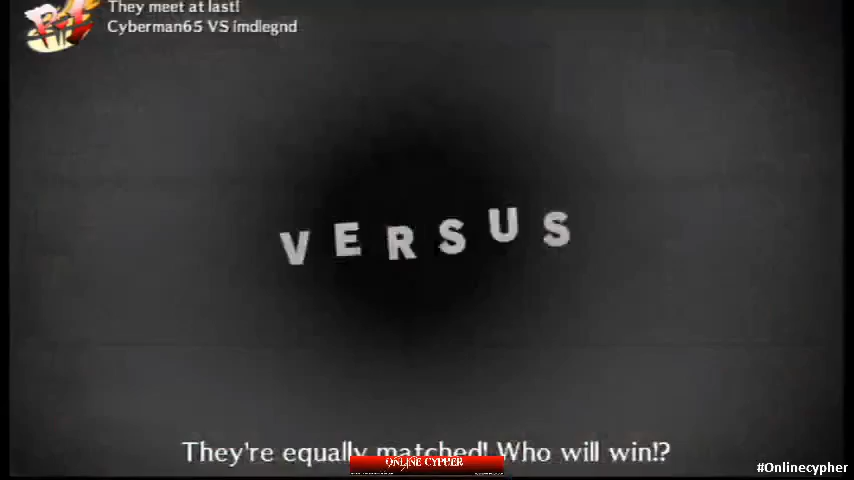 They meet at last!
Cyberman65 VS imdlegnd
VERSUS
They're equally matched! Who will win!?
ONLINE CYPHER
#Onlinecypher